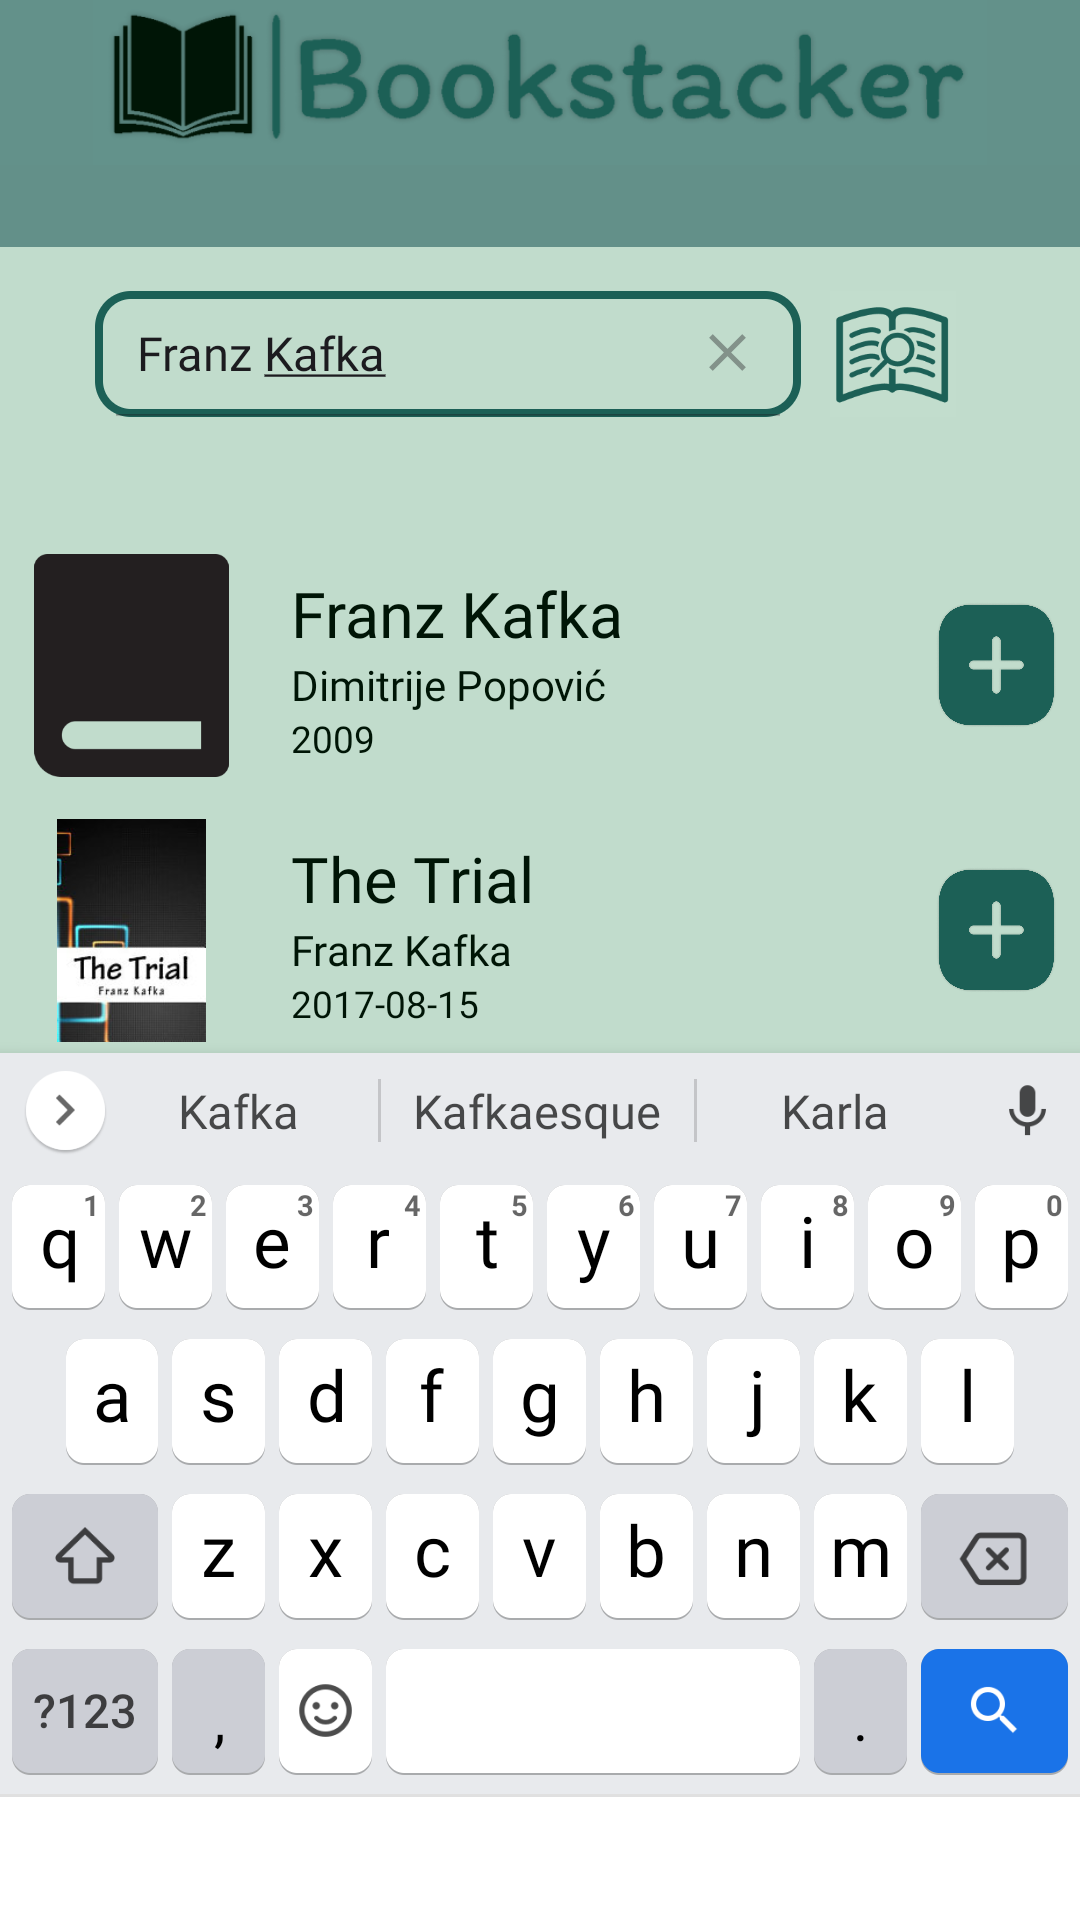 Bookstacker
Franz Kafka
Franz Kafka
Dimitrije Popović
2009
The Trial
Franz Kafka
The Trial
Franz Kafka
2017-08-15
Kafka Kafkaesque Karla
1 2 3 4 5 6 7 8 9 0
q w e r t y u i o p
a s d f g h j k l
z x c v b n m
?123 , .